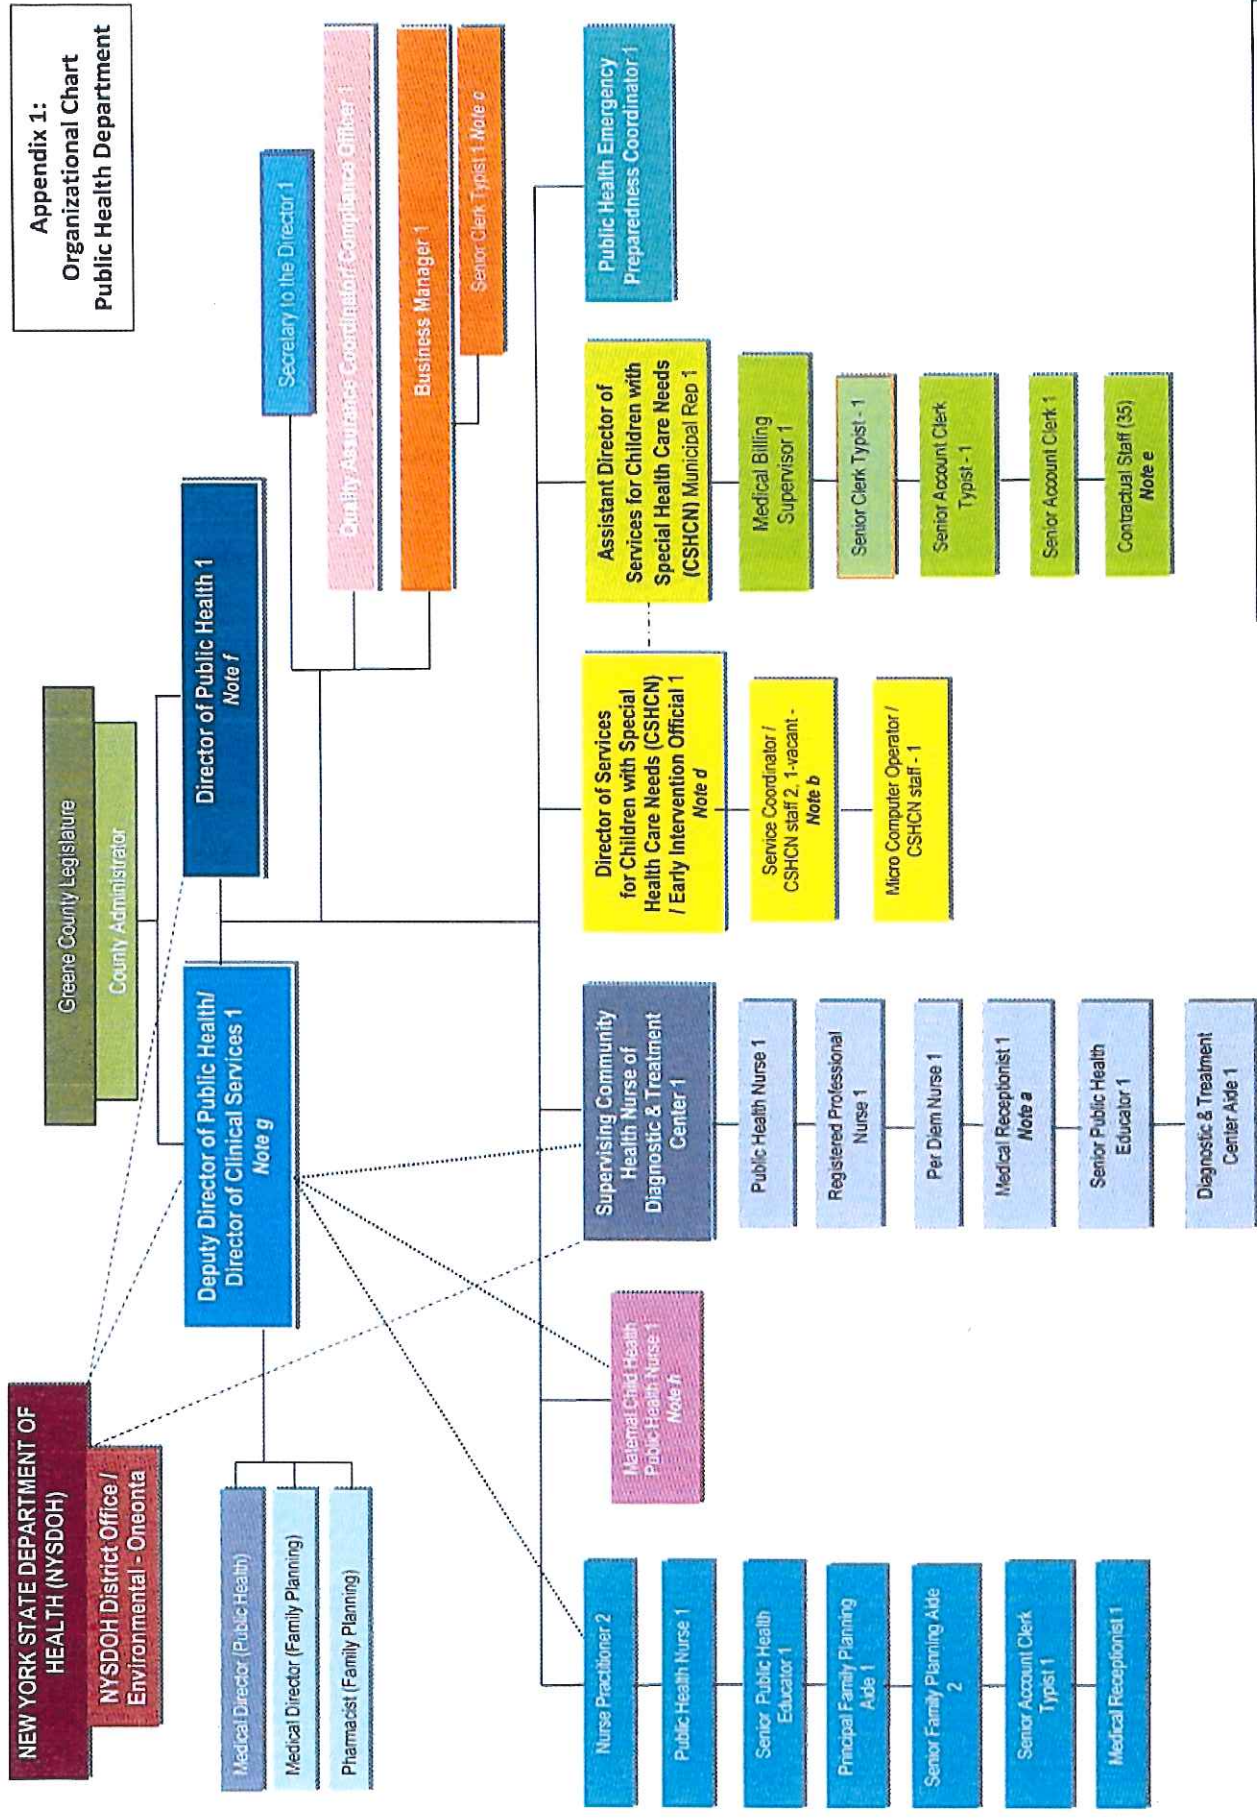 Appendix 1:
Organizational Chart
Public Health Department
NEW YORK STATE DEPARTMENT OF
HEALTH (NYSDOH)
NYSDOH District Office /
Environmental - Oneonta
Greene County Legislature
County Administrator
Deputy Director of Public Health/
Director of Clinical Services 1
Note g
Director of Public Health 1
Note f
Medical Director (Public Health)
Medical Director (Family Planning)
Pharmacist (Family Planning)
Secretary to the Director 1
Quality Assurance Coordinator/ Compliance Officer 1
Business Manager 1
Senior Clerk Typist 1 Note c
Nurse Practitioner 2
Public Health Nurse 1
Senior Public Health
Educator 1
Principal Family Planning
Aide 1
Senior Family Planning Aide
2
Senior Account Clerk
Typist 1
Medical Receptionist 1
Maternal Child Health
Public Health Nurse 1
Note h
Supervising Community
Health Nurse of
Diagnostic & Treatment
Center 1
Public Health Nurse 1
Registered Professional
Nurse 1
Per Diem Nurse 1
Medical Receptionist 1
Note a
Senior Public Health
Educator 1
Diagnostic & Treatment
Center Aide 1
Director of Services
for Children with Special
Health Care Needs (CSHCN)
/ Early Intervention Official 1
Note d
Service Coordinator /
CSHCN staff 2, 1-vacant -
Note b
Micro Computer Operator /
CSHCN staff - 1
Assistant Director of
Services for Children with
Special Health Care Needs
(CSHCN) Municipal Rep 1
Medical Billing
Supervisor 1
Senior Clerk Typist - 1
Senior Account Clerk
Typist - 1
Senior Account Clerk 1
Contractual Staff (35)
Note e
Public Health Emergency
Preparedness Coordinator 1